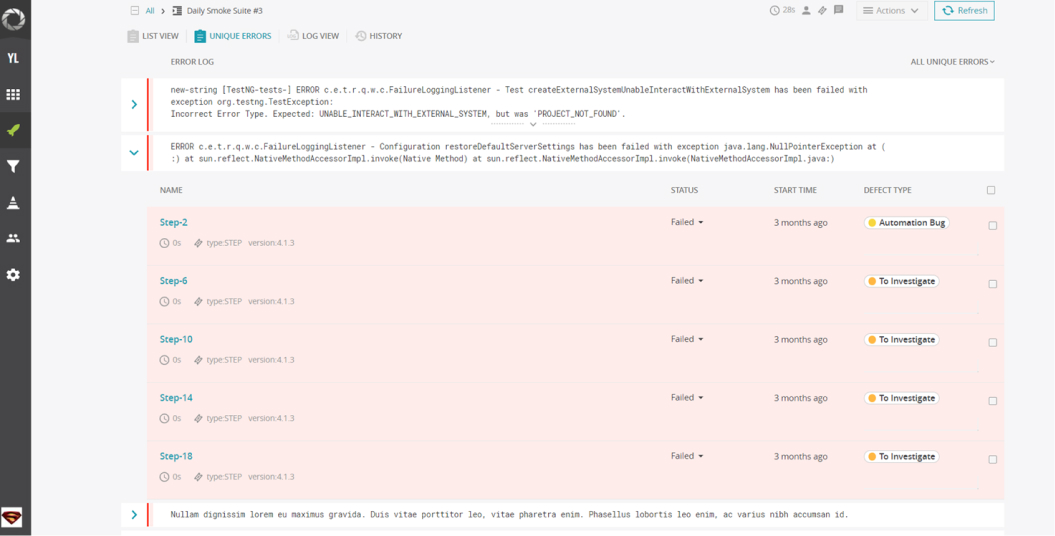 All > Daily Smoke Suite #3
28s
Actions
Refresh
YL
LIST VIEW
UNIQUE ERRORS
LOG VIEW
HISTORY
ERROR LOG
ALL UNIQUE ERRORS
new-string [TestNG-tests-] ERROR c.e.t.r.q.w.c.FailureLoggingListener - Test createExternalSystemUnableInteractWithExternalSystem has been failed with
exception org.testng.TestException:
Incorrect Error Type. Expected: UNABLE_INTERACT_WITH_EXTERNAL_SYSTEM, but was 'PROJECT_NOT_FOUND'.
ERROR c.e.t.r.q.w.c.FailureLoggingListener - Configuration restoreDefaultServerSettings has been failed with exception java.lang.NullPointerException at (
:) at sun.reflect.NativeMethodAccessorImpl.invoke(Native Method) at sun.reflect.NativeMethodAccessorImpl.invoke(NativeMethodAccessorImpl.java:)
NAME STATUS START TIME DEFECT TYPE
Step-2 Failed 3 months ago Automation Bug
0s type:STEP version:4.1.3
Step-6 Failed 3 months ago To Investigate
0s type:STEP version:4.1.3
Step-10 Failed 3 months ago To Investigate
0s type:STEP version:4.1.3
Step-14 Failed 3 months ago To Investigate
0s type:STEP version:4.1.3
Step-18 Failed 3 months ago To Investigate
0s type:STEP version:4.1.3
Nullam dignissim lorem eu maximus gravida. Duis vitae porttitor leo, vitae pharetra enim. Phasellus lobortis leo enim, ac varius nibh accumsan id.